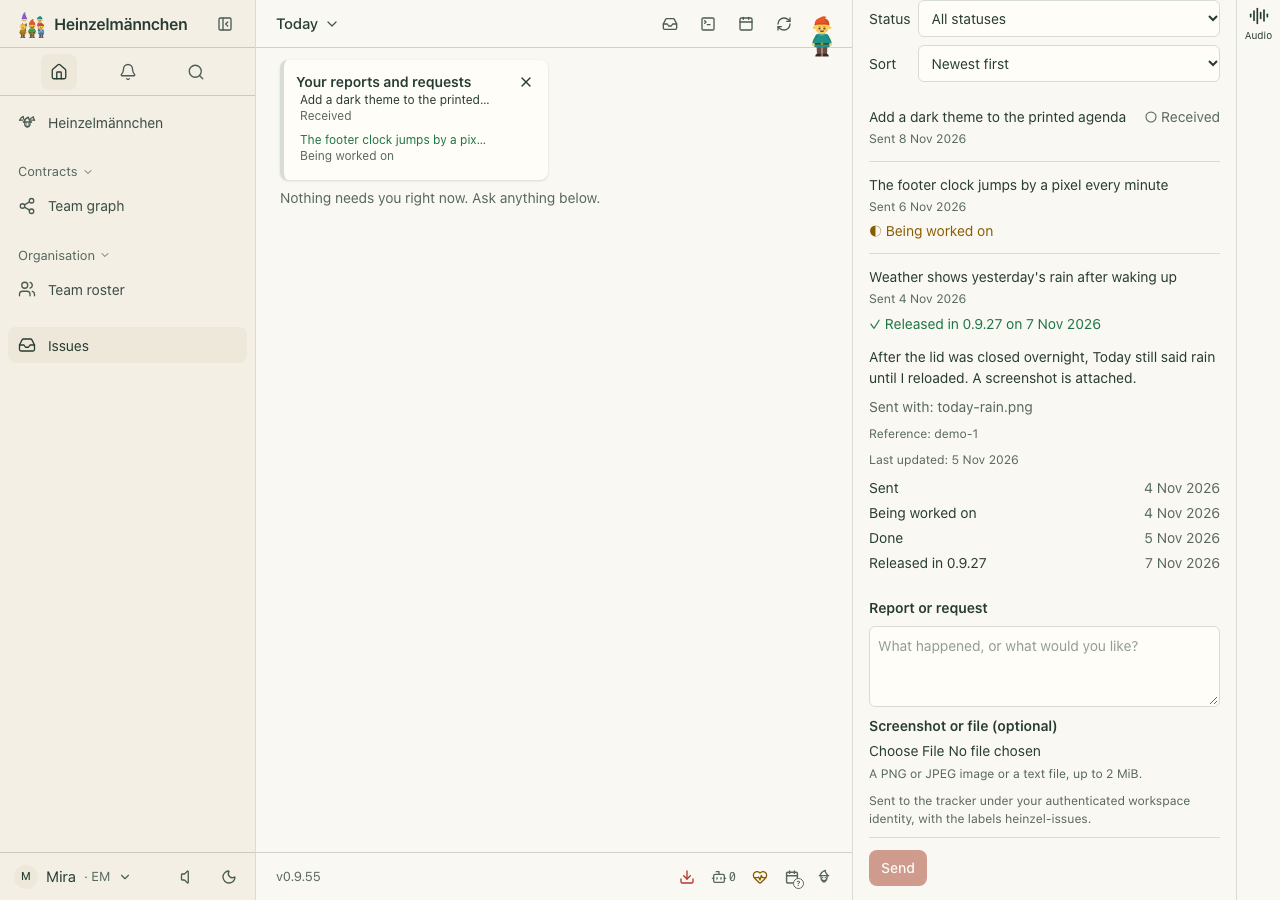 Heinzelmännchen
Heinzelmännchen
Contracts
Team graph
Organisation
Team roster
Issues
M
Mira · EM
Today
Your reports and requests
Add a dark theme to the printed...
Received
The footer clock jumps by a pix...
Being worked on
Nothing needs you right now. Ask anything below.
v0.9.55
0
?
Status
All statuses
Sort
Newest first
Add a dark theme to the printed agenda
Received
Sent 8 Nov 2026
The footer clock jumps by a pixel every minute
Sent 6 Nov 2026
Being worked on
Weather shows yesterday's rain after waking up
Sent 4 Nov 2026
Released in 0.9.27 on 7 Nov 2026
After the lid was closed overnight, Today still said rain
until I reloaded. A screenshot is attached.
Sent with: today-rain.png
Reference: demo-1
Last updated: 5 Nov 2026
Sent 4 Nov 2026
Being worked on 4 Nov 2026
Done 5 Nov 2026
Released in 0.9.27 7 Nov 2026
Report or request
What happened, or what would you like?
Screenshot or file (optional)
Choose File No file chosen
A PNG or JPEG image or a text file, up to 2 MiB.
Sent to the tracker under your authenticated workspace
identity, with the labels heinzel-issues.
Send
Audio